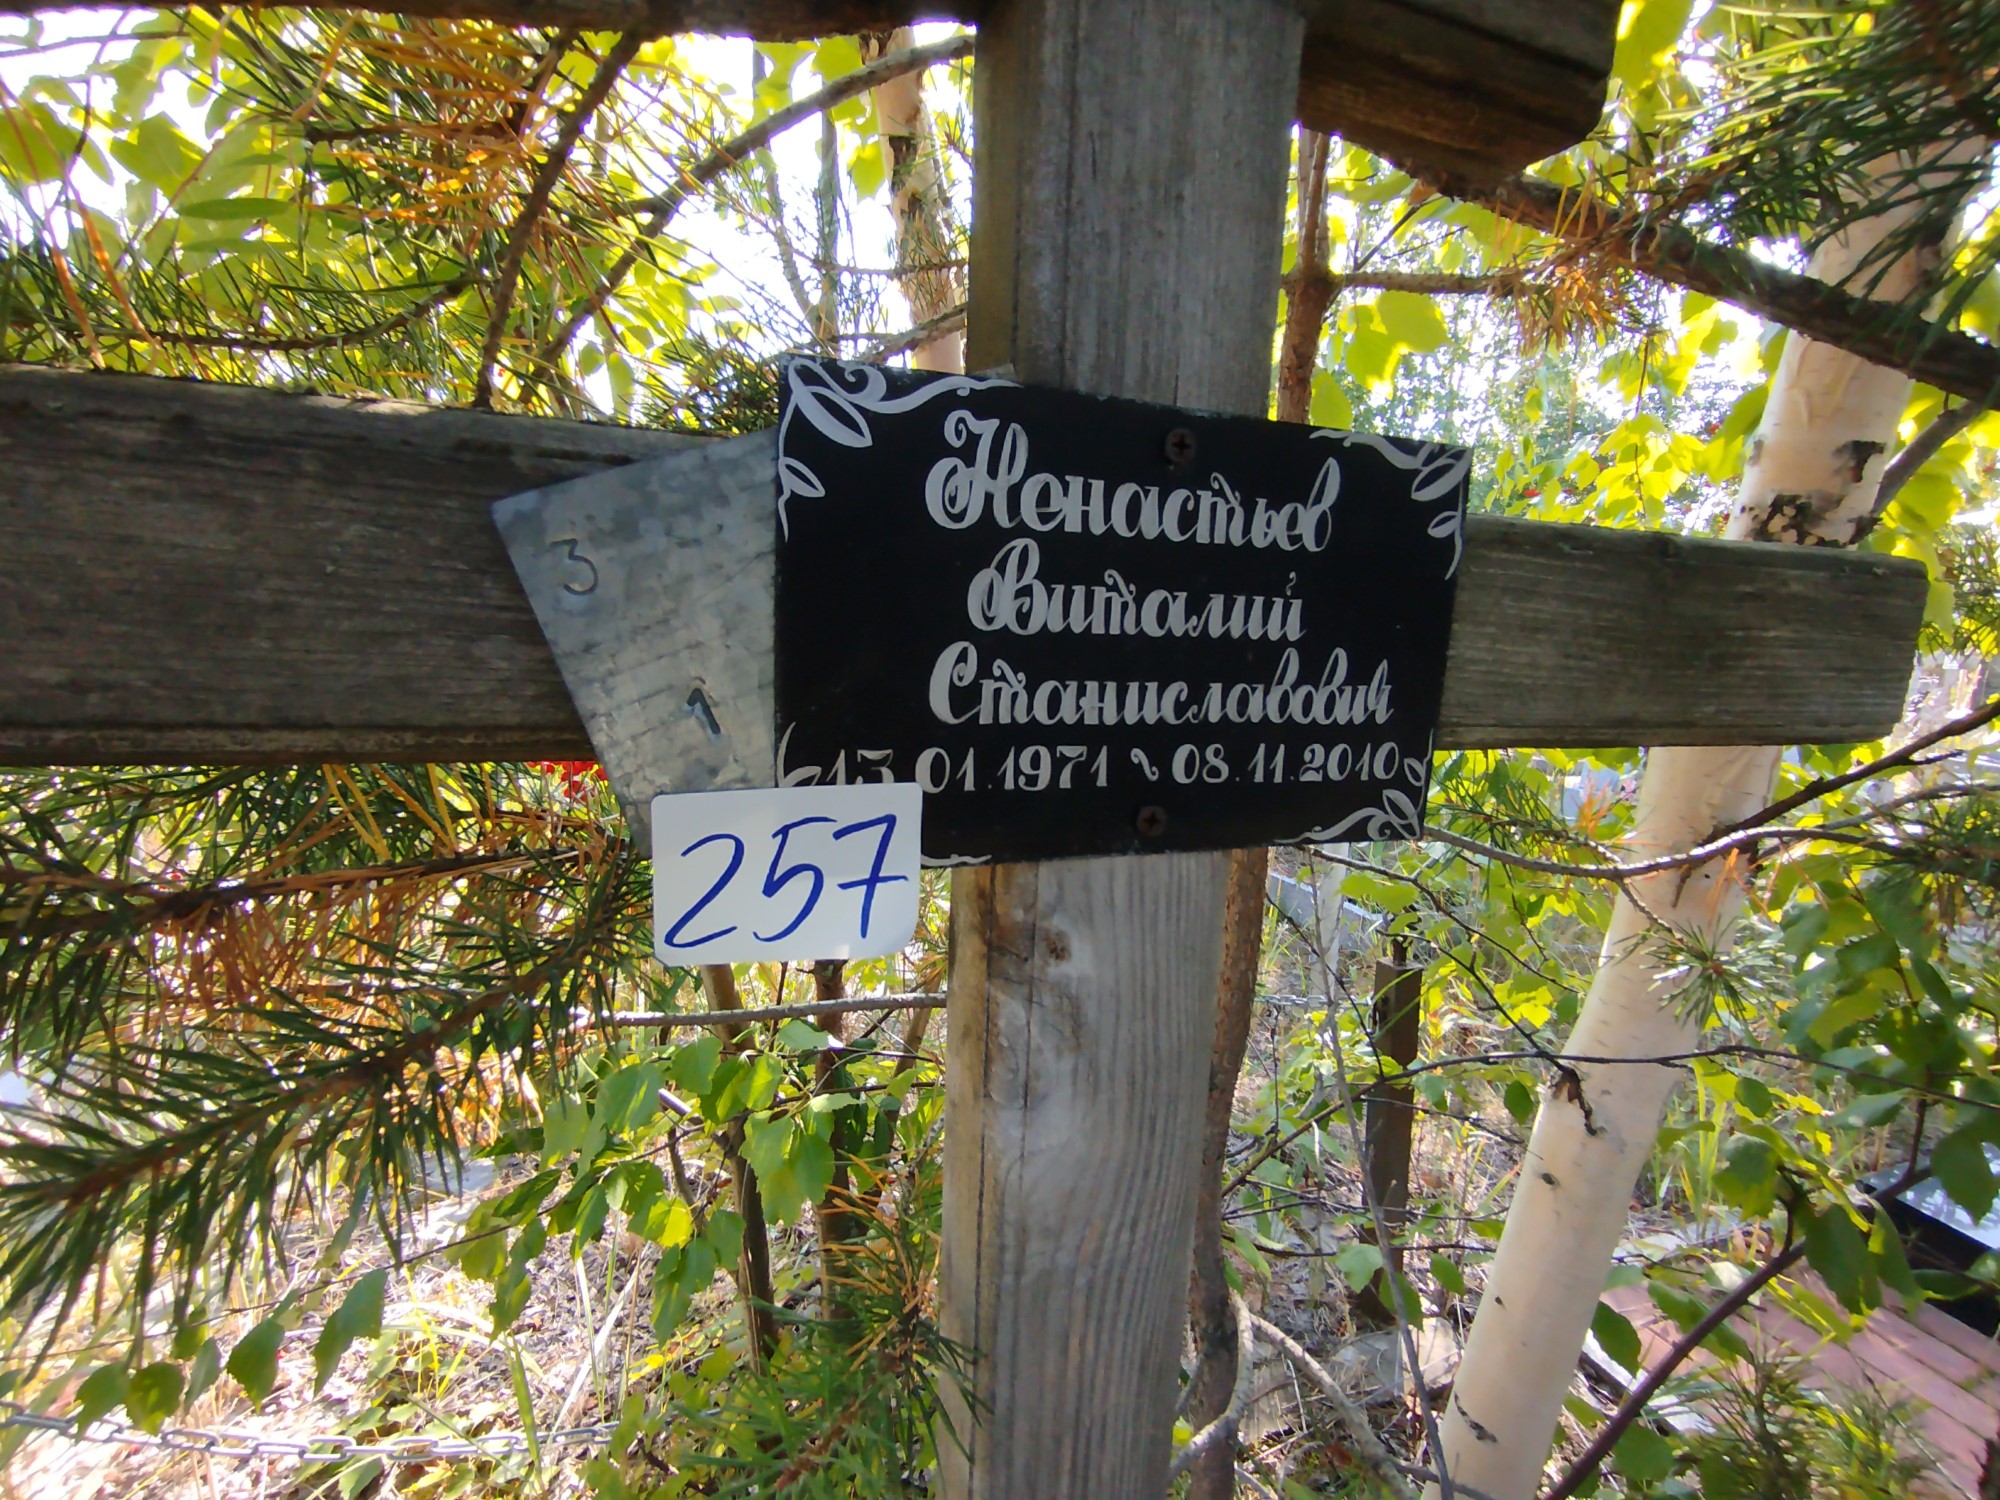 Ненастьев
Виталий
Станиславович
13.01.1971 ~ 08.11.2010
3
1
257